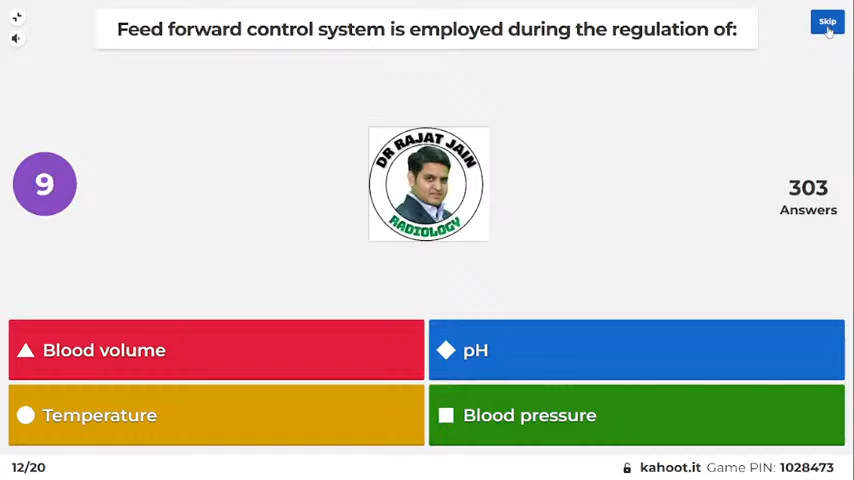 Feed forward control system is employed during the regulation of:
Skip
9
DR RAJAT JAIN
RADIOLOGY
303
Answers
Blood volume
pH
Temperature
Blood pressure
12/20
kahoot.it Game PIN: 1028473